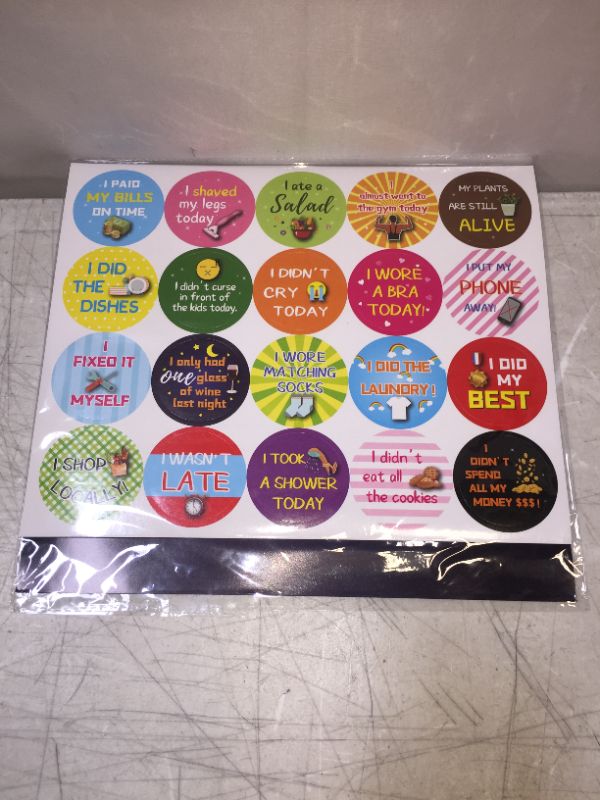 I PAID
MY BILLS
ON TIME
I shaved
my legs
today
I ate a
Salad
I
almost went to
the gym today
MY PLANTS
ARE STILL
ALIVE
I DID
THE
DISHES
I didn't curse
in front of
the kids today.
I DIDN'T
CRY
TODAY
I WORE
A BRA
TODAY!
I PUT MY
PHONE
AWAY!
I
FIXED IT
MYSELF
I only had
one glass
of wine
last night
I WORE
MATCHING
SOCKS
I DID THE
LAUNDRY!
I DID
MY
BEST
I SHOP
LOCALLY!
I WASN'T
LATE
I TOOK
A SHOWER
TODAY
I didn't
eat all
the cookies
I
DIDN'T
SPEND
ALL MY
MONEY $$$!